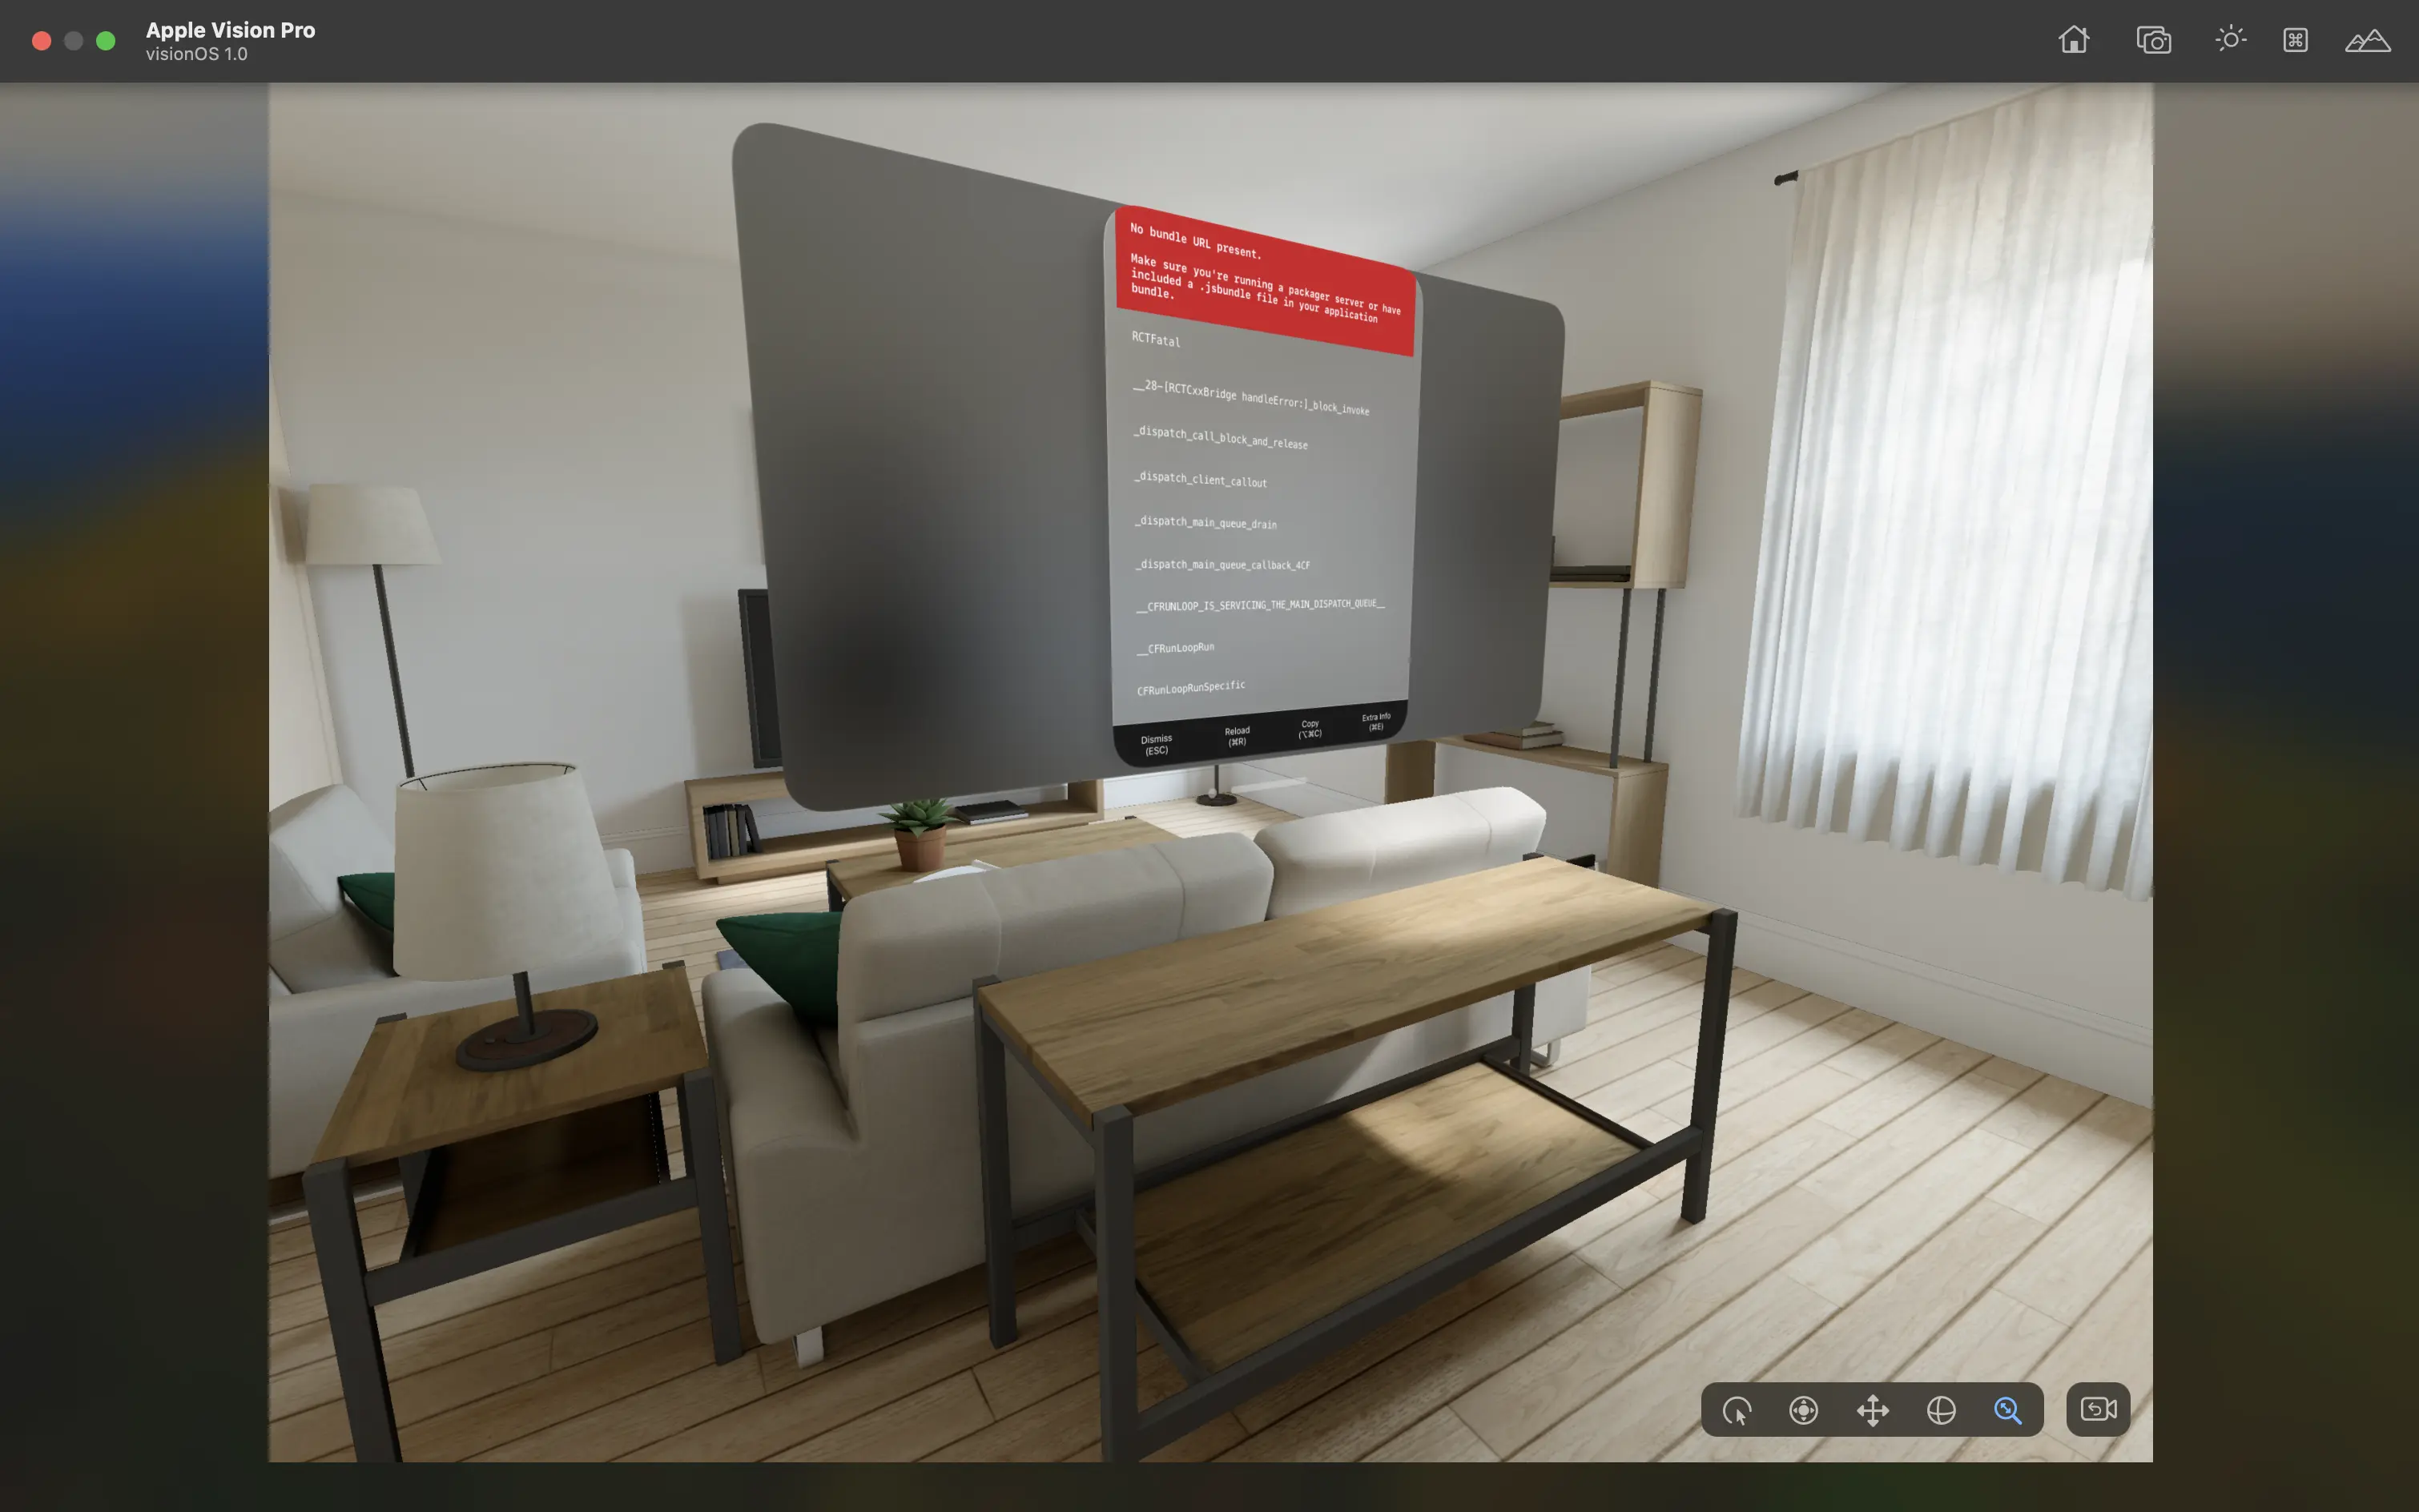 Apple Vision Pro
visionOS 1.0
No bundle URL present.
Make sure you're running a packager server or have
included a .jsbundle file in your application
bundle.
RCTFatal
__28-[RCTCxxBridge handleError:]_block_invoke
_dispatch_call_block_and_release
_dispatch_client_callout
_dispatch_main_queue_drain
_dispatch_main_queue_callback_4CF
__CFRUNLOOP_IS_SERVICING_THE_MAIN_DISPATCH_QUEUE__
__CFRunLoopRun
CFRunLoopRunSpecific
Dismiss
(ESC)
Reload
(⌘R)
Copy
(⌥⌘C)
Extra Info
(⌘E)